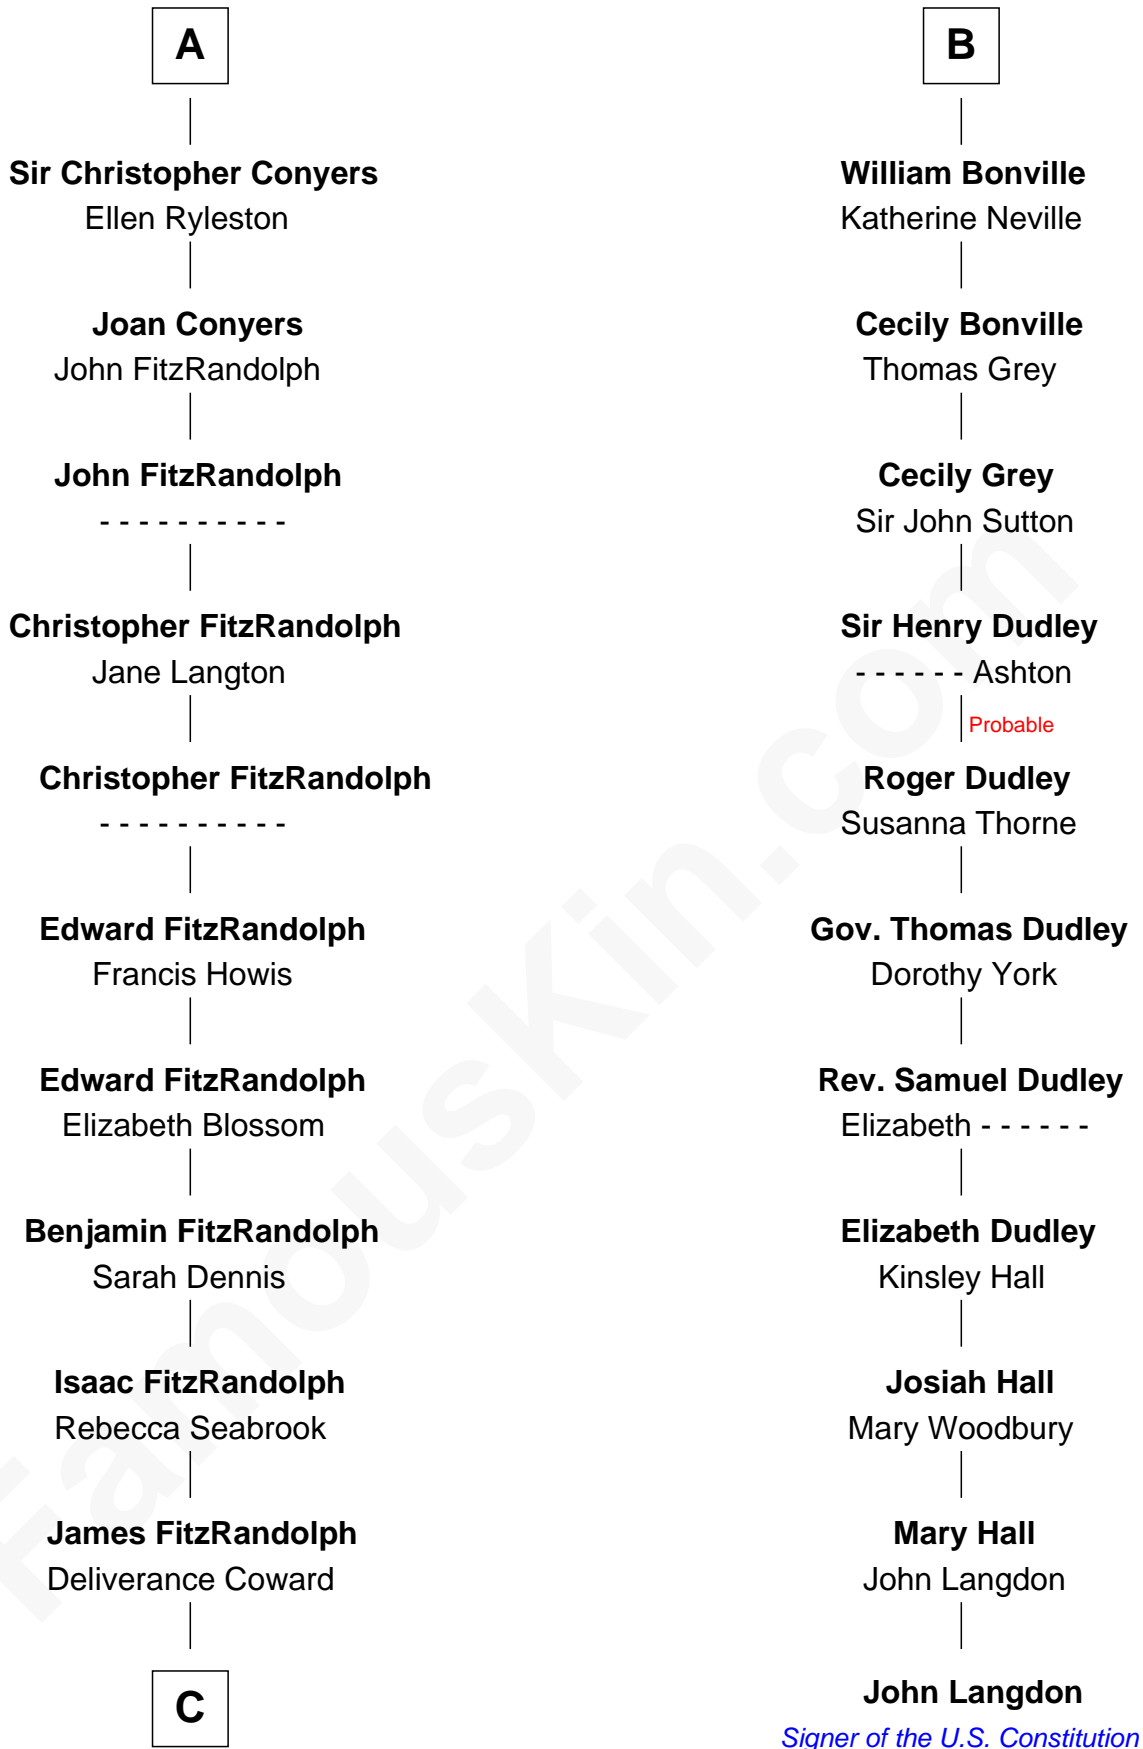 A
Sir Christopher Conyers
Ellen Ryleston
Joan Conyers
John FitzRandolph
John FitzRandolph
- - - - - - - - - -
Christopher FitzRandolph
Jane Langton
Christopher FitzRandolph
- - - - - - - - - -
Edward FitzRandolph
Francis Howis
Edward FitzRandolph
Elizabeth Blossom
Benjamin FitzRandolph
Sarah Dennis
Isaac FitzRandolph
Rebecca Seabrook
James FitzRandolph
Deliverance Coward
C
B
William Bonville
Katherine Neville
Cecily Bonville
Thomas Grey
Cecily Grey
Sir John Sutton
Sir Henry Dudley
- - - - - - Ashton
Probable
Roger Dudley
Susanna Thorne
Gov. Thomas Dudley
Dorothy York
Rev. Samuel Dudley
Elizabeth - - - - - -
Elizabeth Dudley
Kinsley Hall
Josiah Hall
Mary Woodbury
Mary Hall
John Langdon
John Langdon
Signer of the U.S. Constitution
FamousKin.com